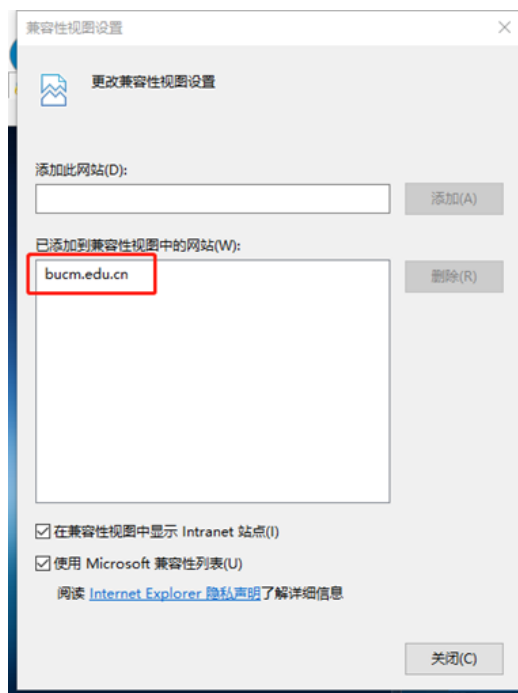 兼容性视图设置
更改兼容性视图设置
添加此网站(D):
添加(A)
已添加到兼容性视图中的网站(W):
bucm.edu.cn
删除(R)
在兼容性视图中显示 Intranet 站点(I)
使用 Microsoft 兼容性列表(U)
阅读 Internet Explorer 隐私声明了解详细信息
关闭(C)